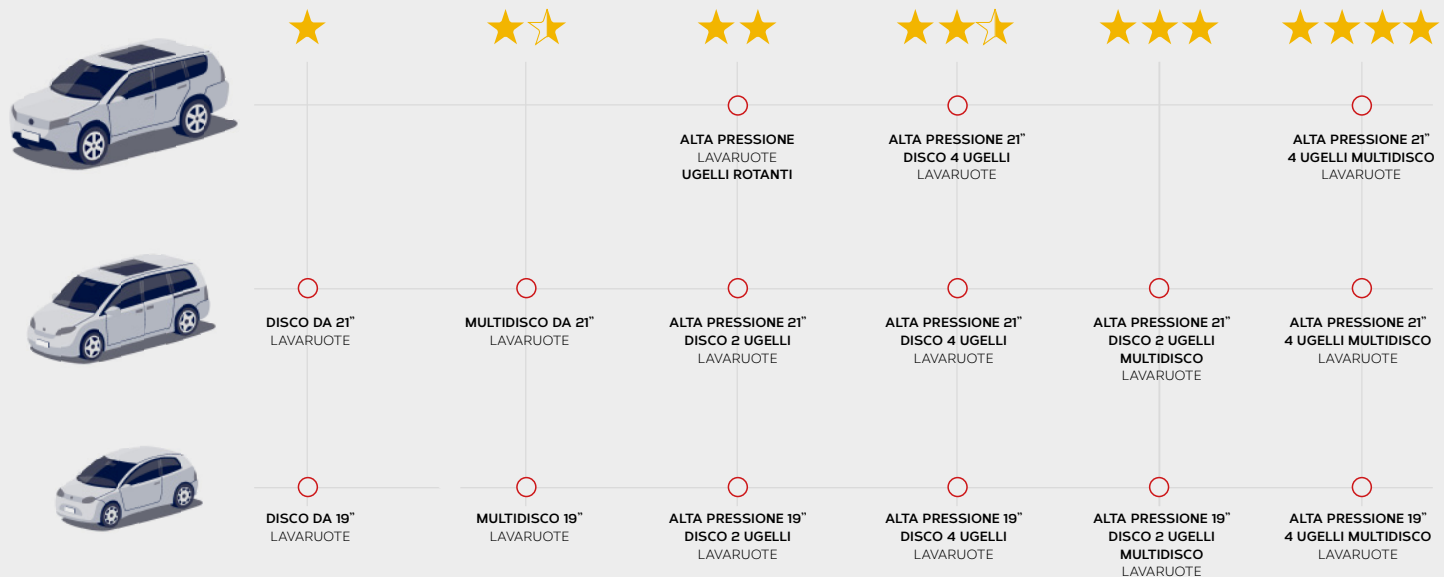 ALTA PRESSIONE
LAVARUOTE
UGELLI ROTANTI
ALTA PRESSIONE 21”
DISCO 4 UGELLI
LAVARUOTE
ALTA PRESSIONE 21”
4 UGELLI MULTIDISCO
LAVARUOTE
DISCO DA 21”
LAVARUOTE
MULTIDISCO DA 21”
LAVARUOTE
ALTA PRESSIONE 21”
DISCO 2 UGELLI
LAVARUOTE
ALTA PRESSIONE 21”
DISCO 4 UGELLI
LAVARUOTE
ALTA PRESSIONE 21”
DISCO 2 UGELLI
MULTIDISCO
LAVARUOTE
ALTA PRESSIONE 21”
4 UGELLI MULTIDISCO
LAVARUOTE
DISCO DA 19”
LAVARUOTE
MULTIDISCO 19”
LAVARUOTE
ALTA PRESSIONE 19”
DISCO 2 UGELLI
LAVARUOTE
ALTA PRESSIONE 19”
DISCO 4 UGELLI
LAVARUOTE
ALTA PRESSIONE 19”
DISCO 2 UGELLI
MULTIDISCO
LAVARUOTE
ALTA PRESSIONE 19”
4 UGELLI MULTIDISCO
LAVARUOTE